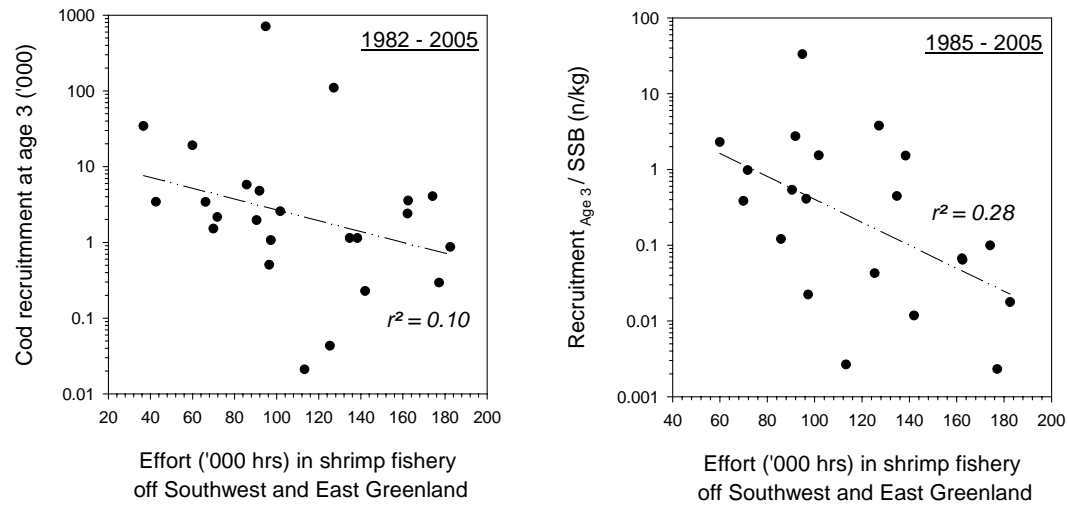 1982 - 2005
Cod recruitmment at age 3 ('000)
1000
100
10
1
0.1
0.01
r² = 0.10
20 40 60 80 100 120 140 160 180 200
Effort ('000 hrs) in shrimp fishery
off Southwest and East Greenland
1985 - 2005
Recruitment Age 3 / SSB (n/kg)
100
10
1
0.1
0.01
0.001
r² = 0.28
40 60 80 100 120 140 160 180 200
Effort ('000 hrs) in shrimp fishery
off Southwest and East Greenland